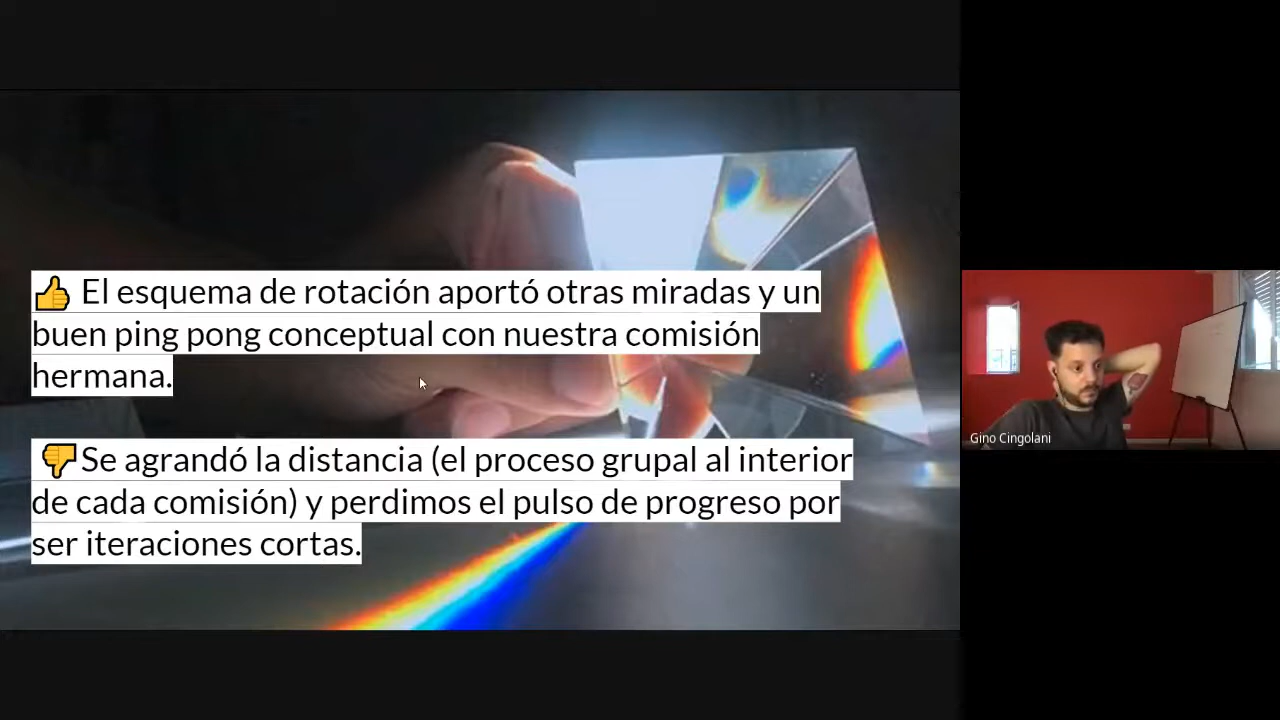 👍 El esquema de rotación aportó otras miradas y un
buen ping pong conceptual con nuestra comisión
hermana.
👎Se agrandó la distancia (el proceso grupal al interior
de cada comisión) y perdimos el pulso de progreso por
ser iteraciones cortas.
Gino Cingolani